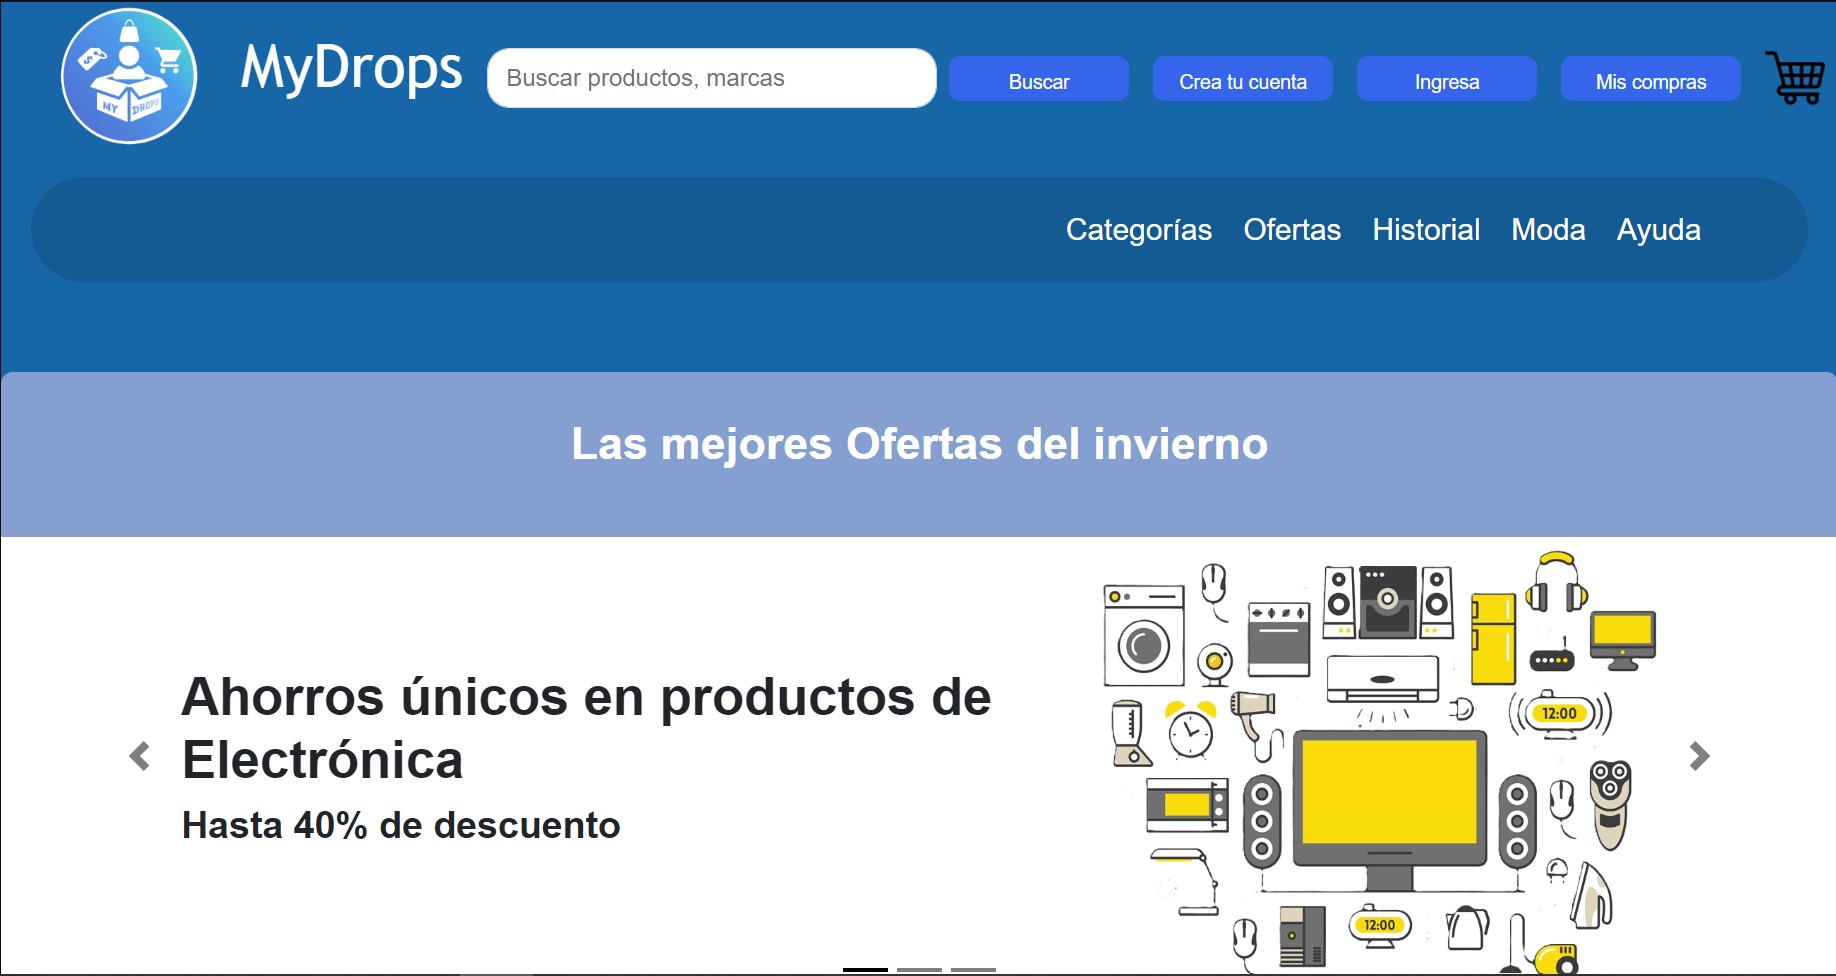 MY DROPS
MyDrops
Buscar productos, marcas
Buscar
Crea tu cuenta
Ingresa
Mis compras
Categorías Ofertas Historial Moda Ayuda
Las mejores Ofertas del invierno
Ahorros únicos en productos de
Electrónica
Hasta 40% de descuento
12:00
12:00